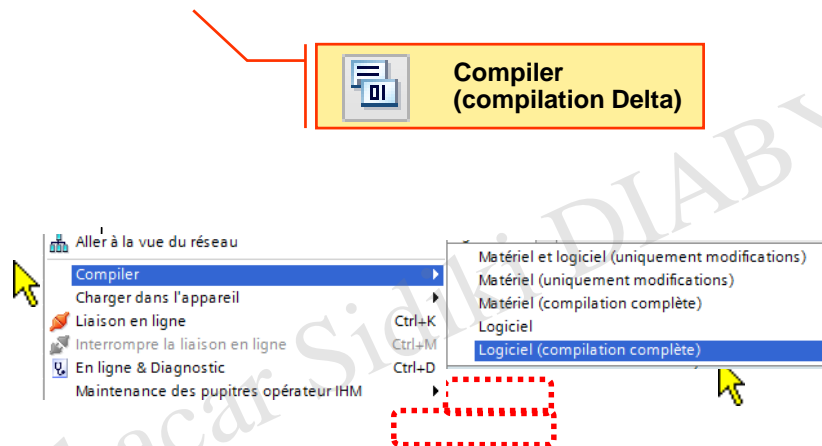 Compiler
(compilation Delta)
Aller à la vue du réseau
Compiler
Charger dans l'appareil
Liaison en ligne Ctrl+K
Interrompre la liaison en ligne Ctrl+M
En ligne & Diagnostic Ctrl+D
Maintenance des pupitres opérateur IHM
Matériel et logiciel (uniquement modifications)
Matériel (uniquement modifications)
Matériel (compilation complète)
Logiciel
Logiciel (compilation complète)
Sidiki DIABY